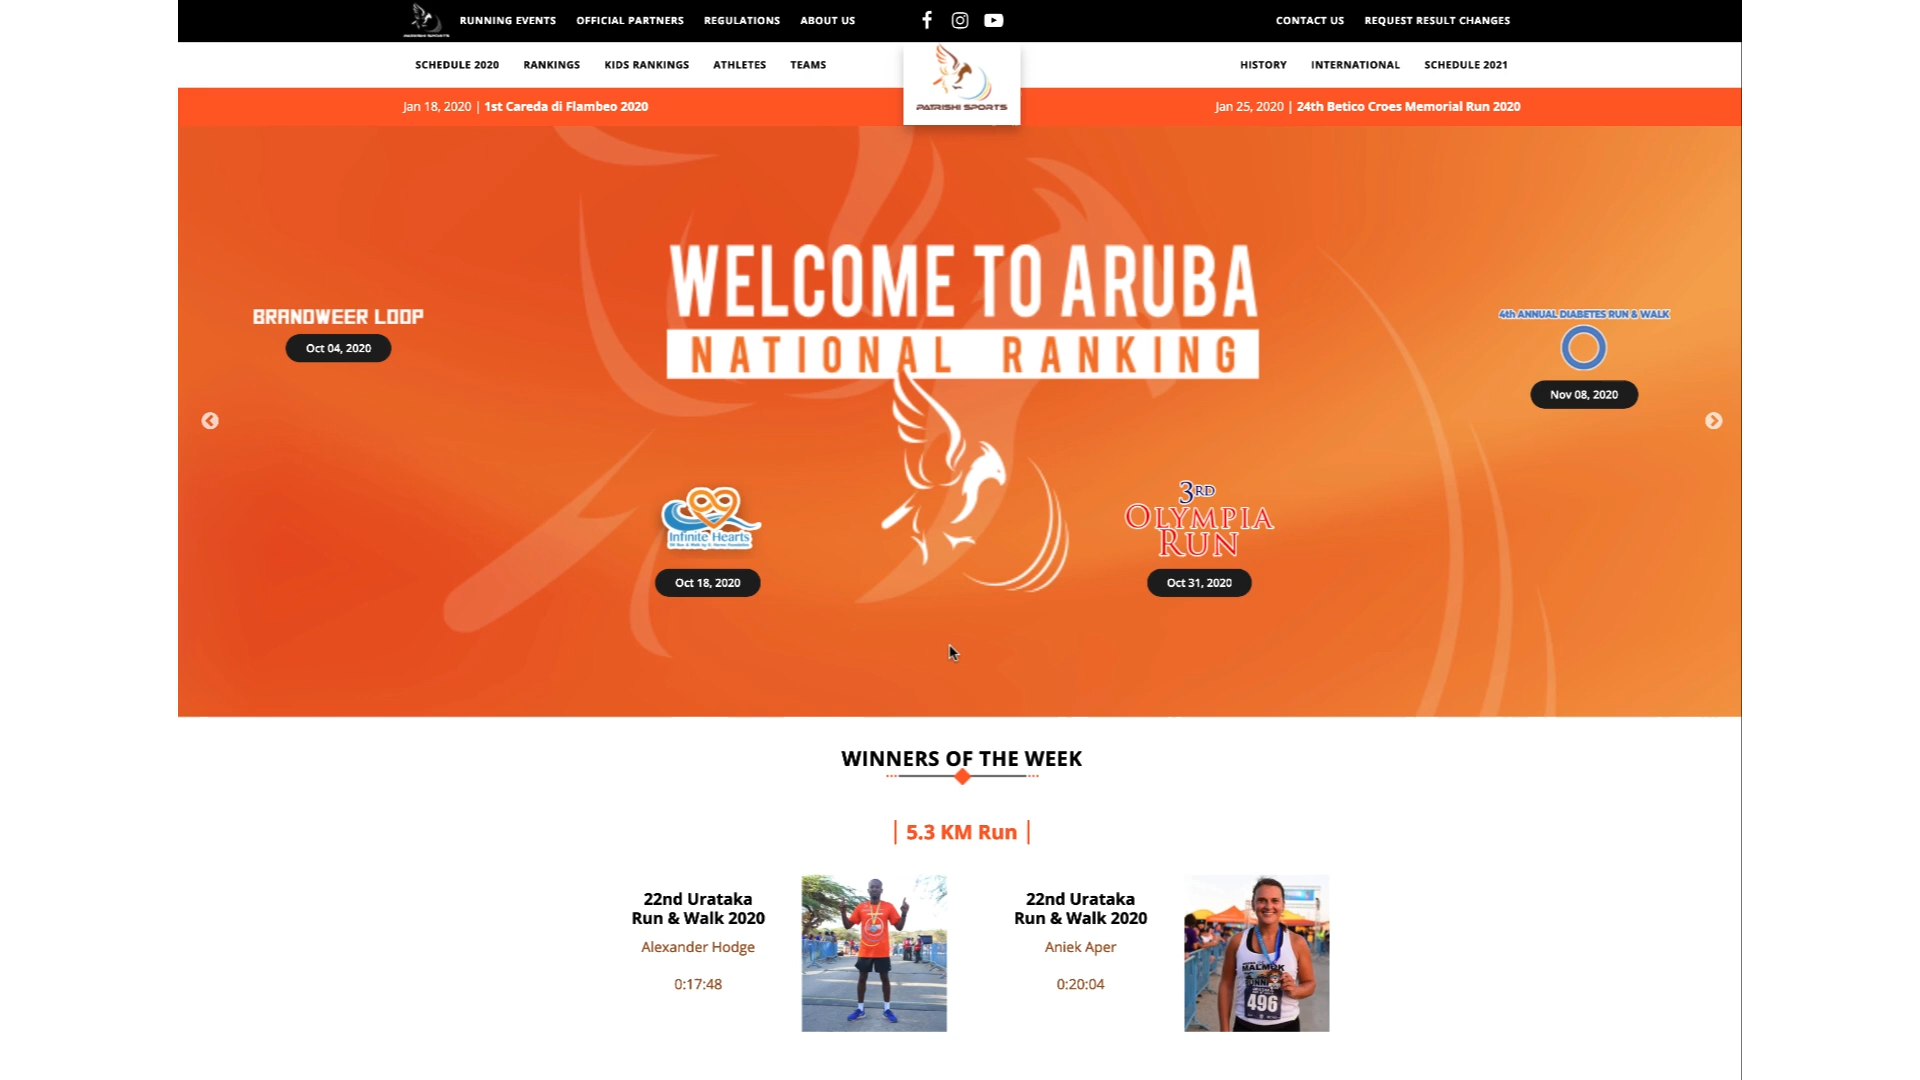 RUNNING EVENTS OFFICIAL PARTNERS REGULATIONS ABOUT US CONTACT US REQUEST RESULT CHANGES
SCHEDULE 2020 RANKINGS KIDS RANKINGS ATHLETES TEAMS HISTORY INTERNATIONAL SCHEDULE 2021
PATRISHI SPORTS
Jan 18, 2020 | 1st Careda di Flambeo 2020
Jan 25, 2020 | 24th Betico Croes Memorial Run 2020
WELCOME TO ARUBA
NATIONAL RANKING
BRANDWEER LOOP
Oct 04, 2020
4th ANNUAL DIABETES RUN & WALK
Nov 08, 2020
Infinite Hearts
Oct 18, 2020
3RD
OLYMPIA
RUN
Oct 31, 2020
WINNERS OF THE WEEK
| 5.3 KM Run |
22nd Urataka
Run & Walk 2020
Alexander Hodge
0:17:48
22nd Urataka
Run & Walk 2020
Aniek Aper
0:20:04
MALMOK
496